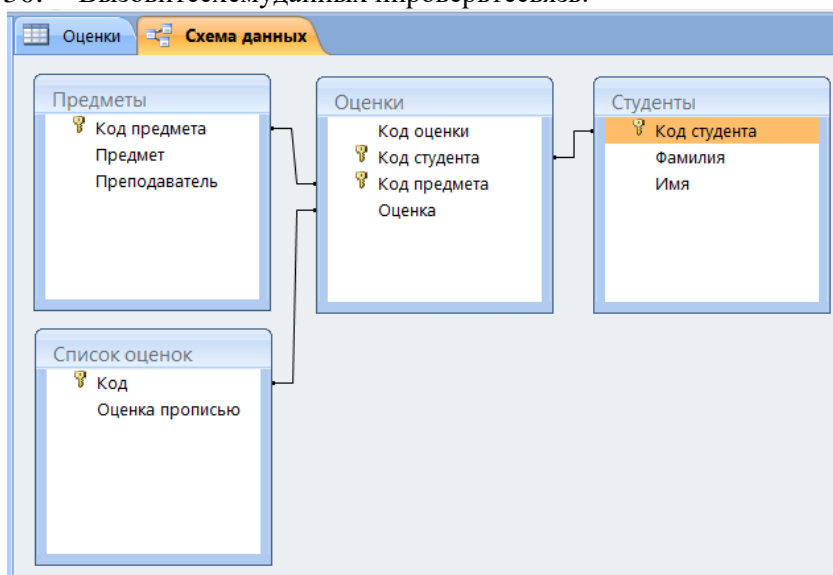 Вызовитесхемуданныхипроверьтесвязь.
Оценки
Схема данных
Предметы
Код предмета
Предмет
Преподаватель
Оценки
Код оценки
Код студента
Код предмета
Оценка
Студенты
Код студента
Фамилия
Имя
Список оценок
Код
Оценка прописью